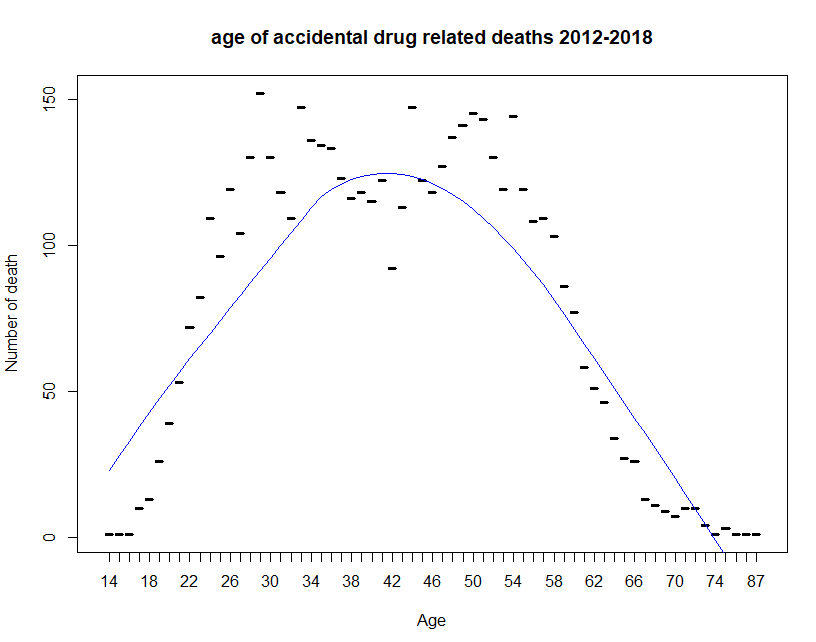 age of accidental drug related deaths 2012-2018
Number of death
150
100
50
0
14 18 22 26 30 34 38 42 46 50 54 58 62 66 70 74 87
Age